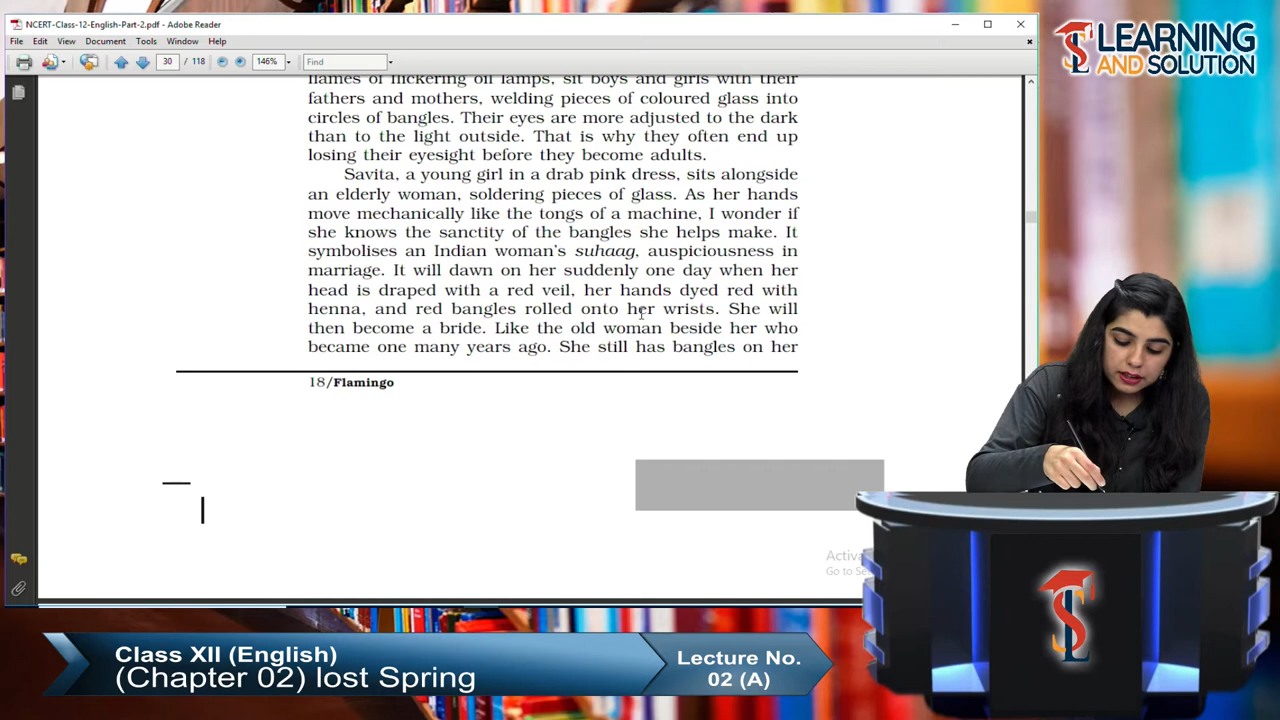 NCERT-Class-12-English-Part-2.pdf - Adobe Reader
File Edit View Document Tools Window Help
30 / 118 146% Find
flames of flickering oil lamps, sit boys and girls with their
fathers and mothers, welding pieces of coloured glass into
circles of bangles. Their eyes are more adjusted to the dark
than to the light outside. That is why they often end up
losing their eyesight before they become adults.
Savita, a young girl in a drab pink dress, sits alongside
an elderly woman, soldering pieces of glass. As her hands
move mechanically like the tongs of a machine, I wonder if
she knows the sanctity of the bangles she helps make. It
symbolises an Indian woman's suhaag, auspiciousness in
marriage. It will dawn on her suddenly one day when her
head is draped with a red veil, her hands dyed red with
henna, and red bangles rolled onto her wrists. She will
then become a bride. Like the old woman beside her who
became one many years ago. She still has bangles on her
18/Flamingo
LEARNING
AND SOLUTION
Go to
Class XII (English)
(Chapter 02) lost Spring
Lecture No.
02 (A)